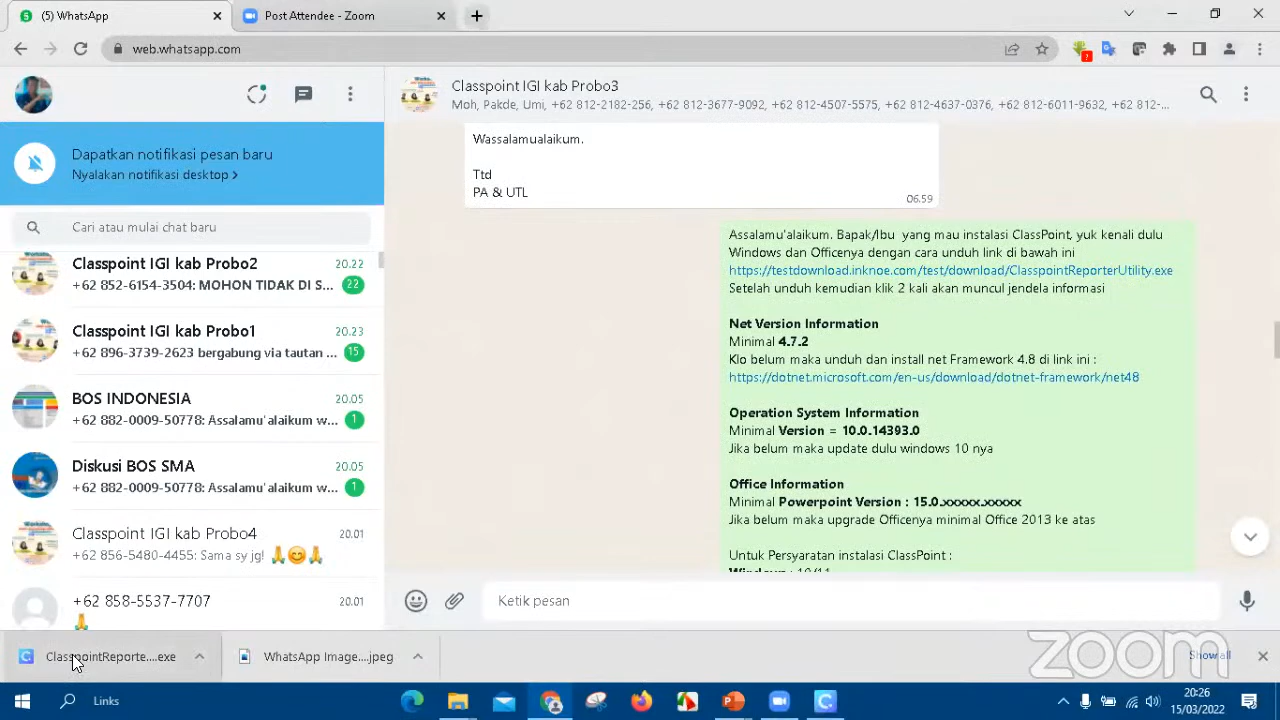 (5) WhatsApp
Post Attendee - Zoom
web.whatsapp.com
Classpoint IGI kab Probo3
Moh, Pakde, Umi, +62 812-2182-256, +62 812-3677-9092, +62 812-4507-5575, +62 812-4637-0376, +62 812-6011-9632, +62 812-...
Dapatkan notifikasi pesan baru
Nyalakan notifikasi desktop >
Cari atau mulai chat baru
Classpoint IGI kab Probo2 20.22
+62 852-6154-3504: MOHON TIDAK DI S... 22
Classpoint IGI kab Probo1 20.23
+62 896-3739-2623 bergabung via tautan ... 15
BOS INDONESIA 20.05
+62 882-0009-50778: Assalamu'alaikum w... 1
Diskusi BOS SMA 20.05
+62 882-0009-50778: Assalamu'alaikum w... 1
Classpoint IGI kab Probo4 20.01
+62 856-5480-4455: Sama sy jg! 🙏😊🙏
+62 858-5537-7707 20.01
🙏
Wassalamualaikum.
Ttd
PA & UTL
06.59
Assalamu'alaikum. Bapak/Ibu yang mau instalasi ClassPoint, yuk kenali dulu
Windows dan Officenya dengan cara unduh link di bawah ini
https://testdownload.inknoe.com/test/download/ClasspointReporterUtility.exe
Setelah unduh kemudian klik 2 kali akan muncul jendela informasi
Net Version Information
Minimal 4.7.2
Klo belum maka unduh dan install net Framework 4.8 di link ini :
https://dotnet.microsoft.com/en-us/download/dotnet-framework/net48
Operation System Information
Minimal Version = 10.0.14393.0
Jika belum maka update dulu windows 10 nya
Office Information
Minimal Powerpoint Version : 15.0.xxxxx.xxxxx
Jika belum maka upgrade Officenya minimal Office 2013 ke atas
Untuk Persyaratan instalasi ClassPoint :
Windows : 10/11
Ketik pesan
ClasspointReporte....exe
WhatsApp Image....jpeg
Show all
zoom
Links
20:26
15/03/2022